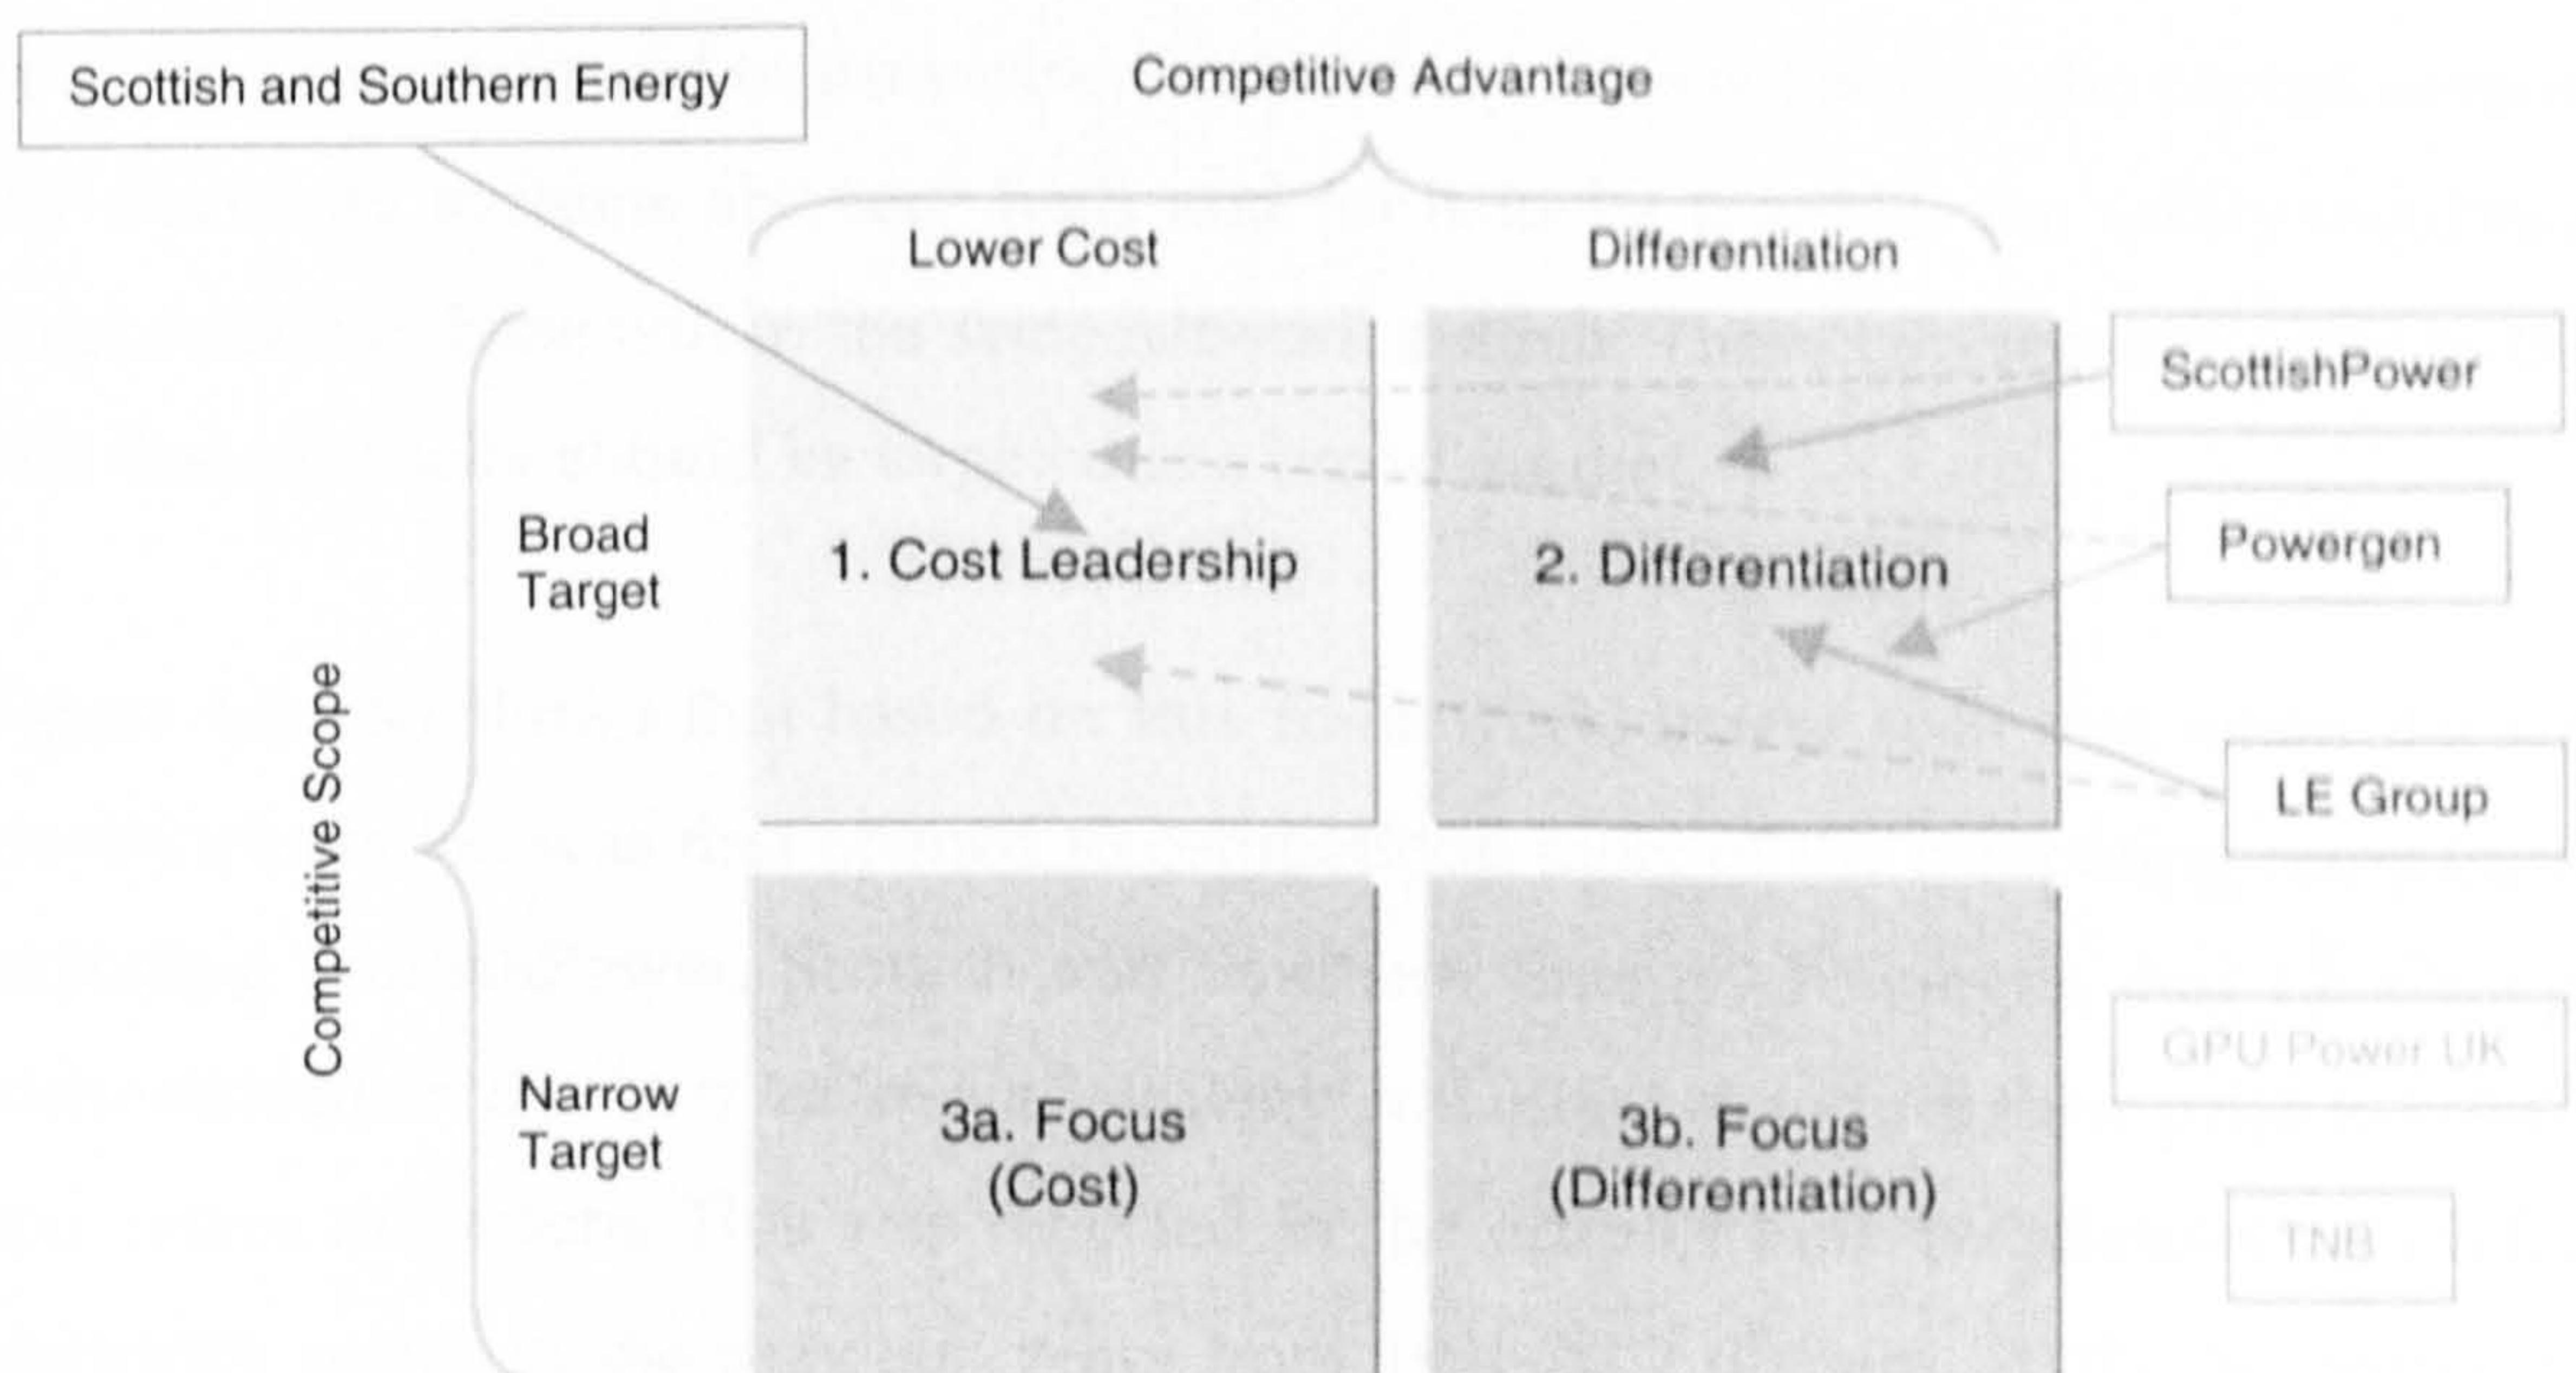 Scottish and Southern Energy
Competitive Advantage
Lower Cost
Differentiation
ScottishPower
Powergen
LE Group
GPU Power UK
TNB
Competitive Scope
Broad
Target
1. Cost Leadership
2. Differentiation
Narrow
Target
3a. Focus
(Cost)
3b. Focus
(Differentiation)